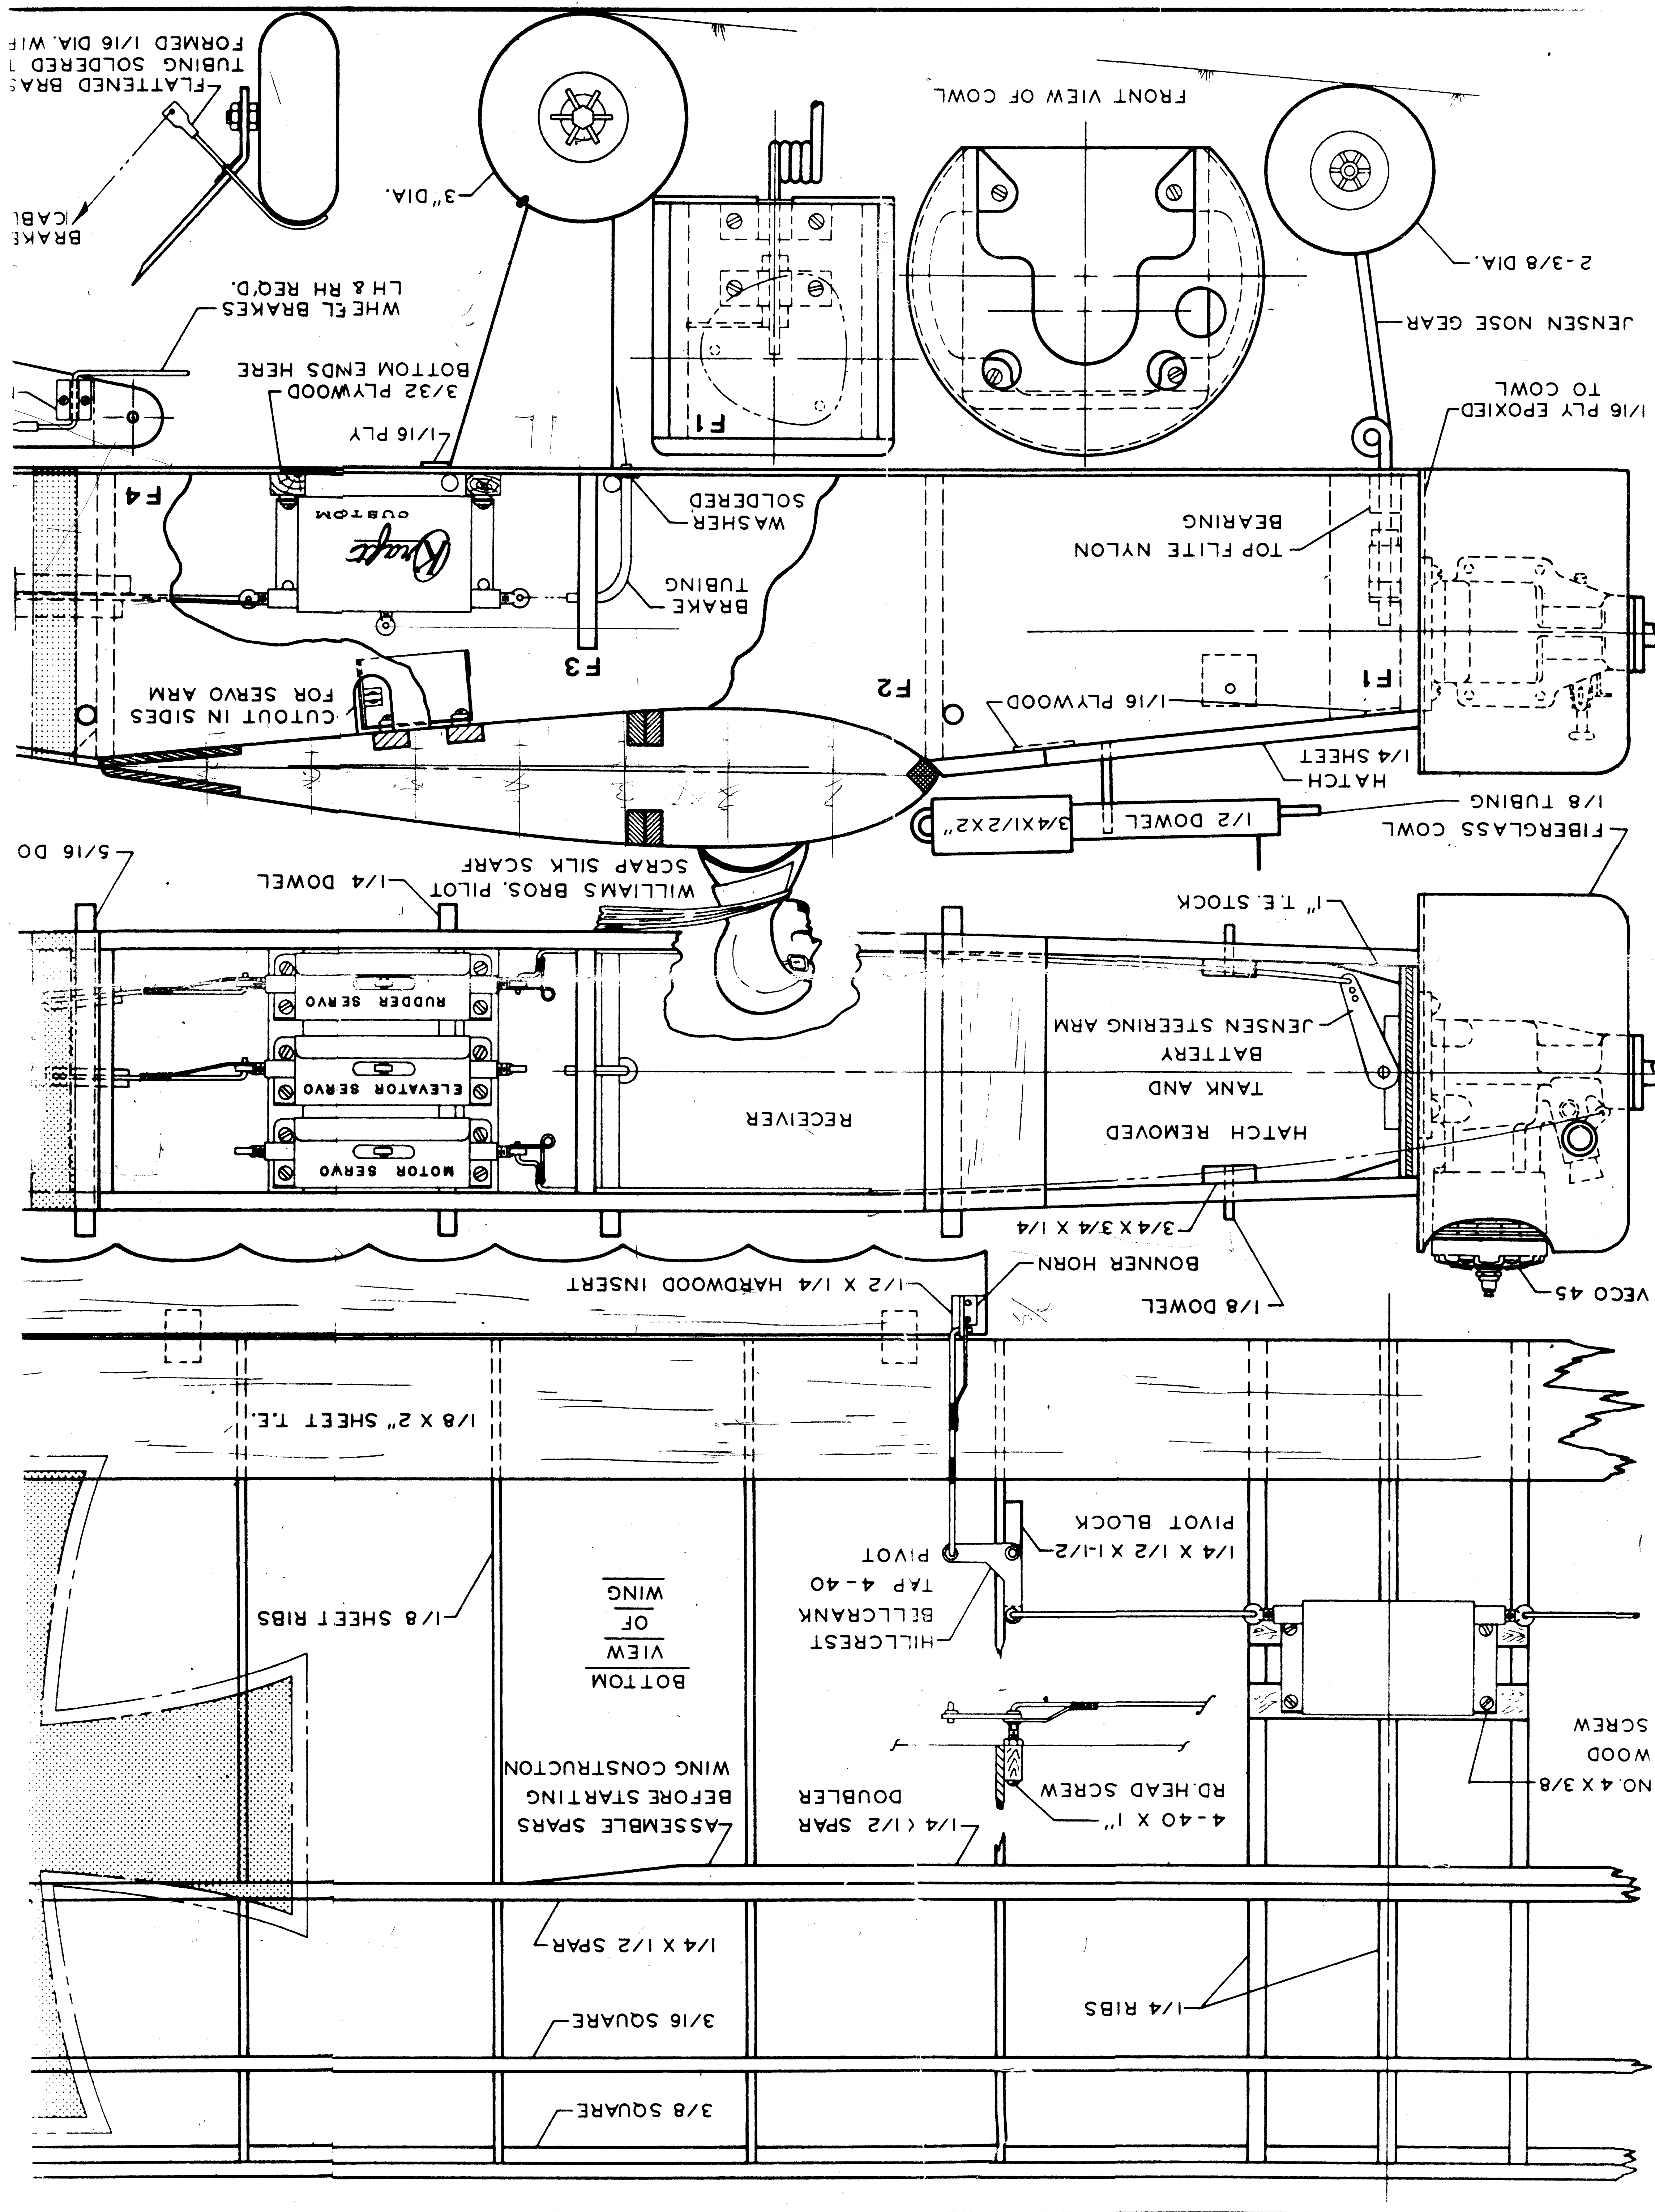 3/8 SQUARE
3/16 SQUARE
1/4 RIBS
1/4 X 1/2 SPAR
4-40 X 1"
RD. HEAD SCREW
1/4 X 1/2 SPAR
DOUBLER
ASSEMBLE SPARS
BEFORE STARTING
WING CONSTRUCTON
NO. 4 X 3/8
WOOD
SCREW
BOTTOM
VIEW
OF
WING
HILLCREST
BELLCRANK
TAP 4-40
PIVOT
1/8 SHEET RIBS
1/4 X 1/2 X 1-1/2
PIVOT BLOCK
1/8 X 2" SHEET T.E.
VECO 45
1/8 DOWEL
BONNER HORN
1/2 X 1/4 HARDWOOD INSERT
3/4 X 3/4 X 1/4
HATCH REMOVED
TANK AND
BATTERY
JENSEN STEERING ARM
RECEIVER
MOTOR SERVO
ELEVATOR SERVO
RUDDER SERVO
1" T.E. STOCK
1/4 DOWEL
WILLIAMS BROS. PILOT
SCRAP SILK SCARF
5/16 DO
FIBERGLASS COWL
1/8 TUBING
1/2 DOWEL
3/4X1/2X2"
HATCH
1/4 SHEET
1/16 PLYWOOD
F1
F2
F3
CUTOUT IN SIDES
FOR SERVO ARM
BRAKE
TUBING
TOP FLITE NYLON
BEARING
WASHER
SOLDERED
Kraft
CUSTOM
F4
1/16 PLY
1/16 PLY EPOXIED
TO COWL
F1
3/32 PLYWOOD
BOTTOM ENDS HERE
JENSEN NOSE GEAR
WHEEL BRAKES
LH & RH REQ'D.
2-3/8 DIA.
3" DIA.
BRAKE
CABL
FRONT VIEW OF COWL
FLATTENED BRAS
TUBING SOLDERED T
FORMED 1/16 DIA. WIR